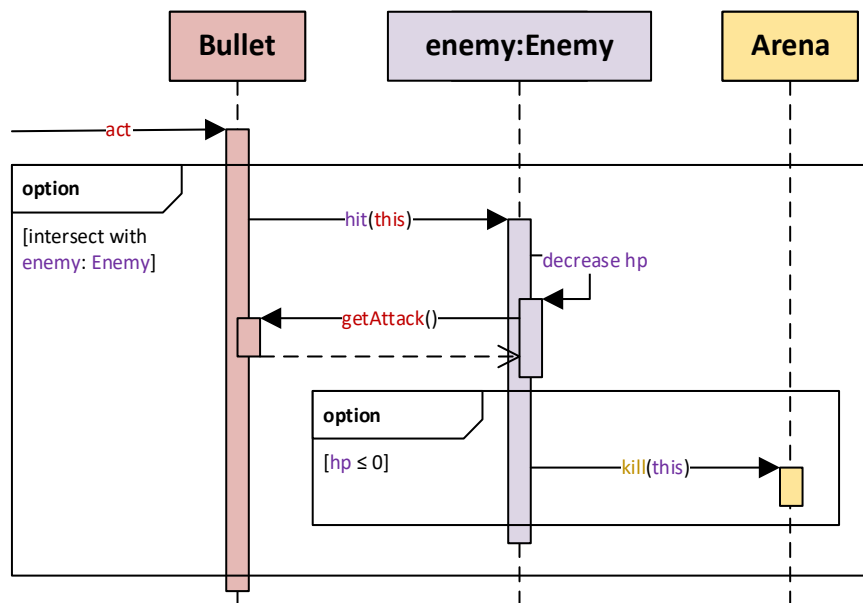 Bullet
enemy:Enemy
Arena
act
option
[intersect with
enemy: Enemy]
hit(this)
decrease hp
getAttack()
option
[hp ≤ 0]
kill(this)